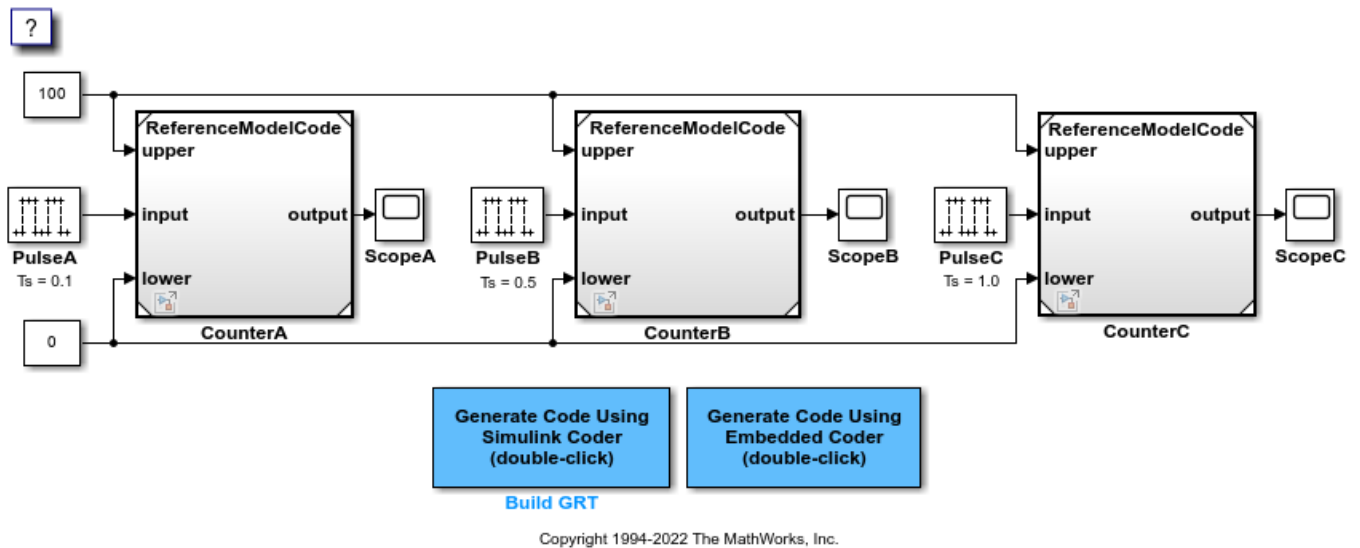 ?
100
ReferenceModelCode
upper
input
output
lower
CounterA
PulseA
Ts = 0.1
ScopeA
ReferenceModelCode
upper
input
output
lower
CounterB
PulseB
Ts = 0.5
ScopeB
ReferenceModelCode
upper
input
output
lower
CounterC
PulseC
Ts = 1.0
ScopeC
0
Generate Code Using
Simulink Coder
(double-click)
Build GRT
Generate Code Using
Embedded Coder
(double-click)
Copyright 1994-2022 The MathWorks, Inc.